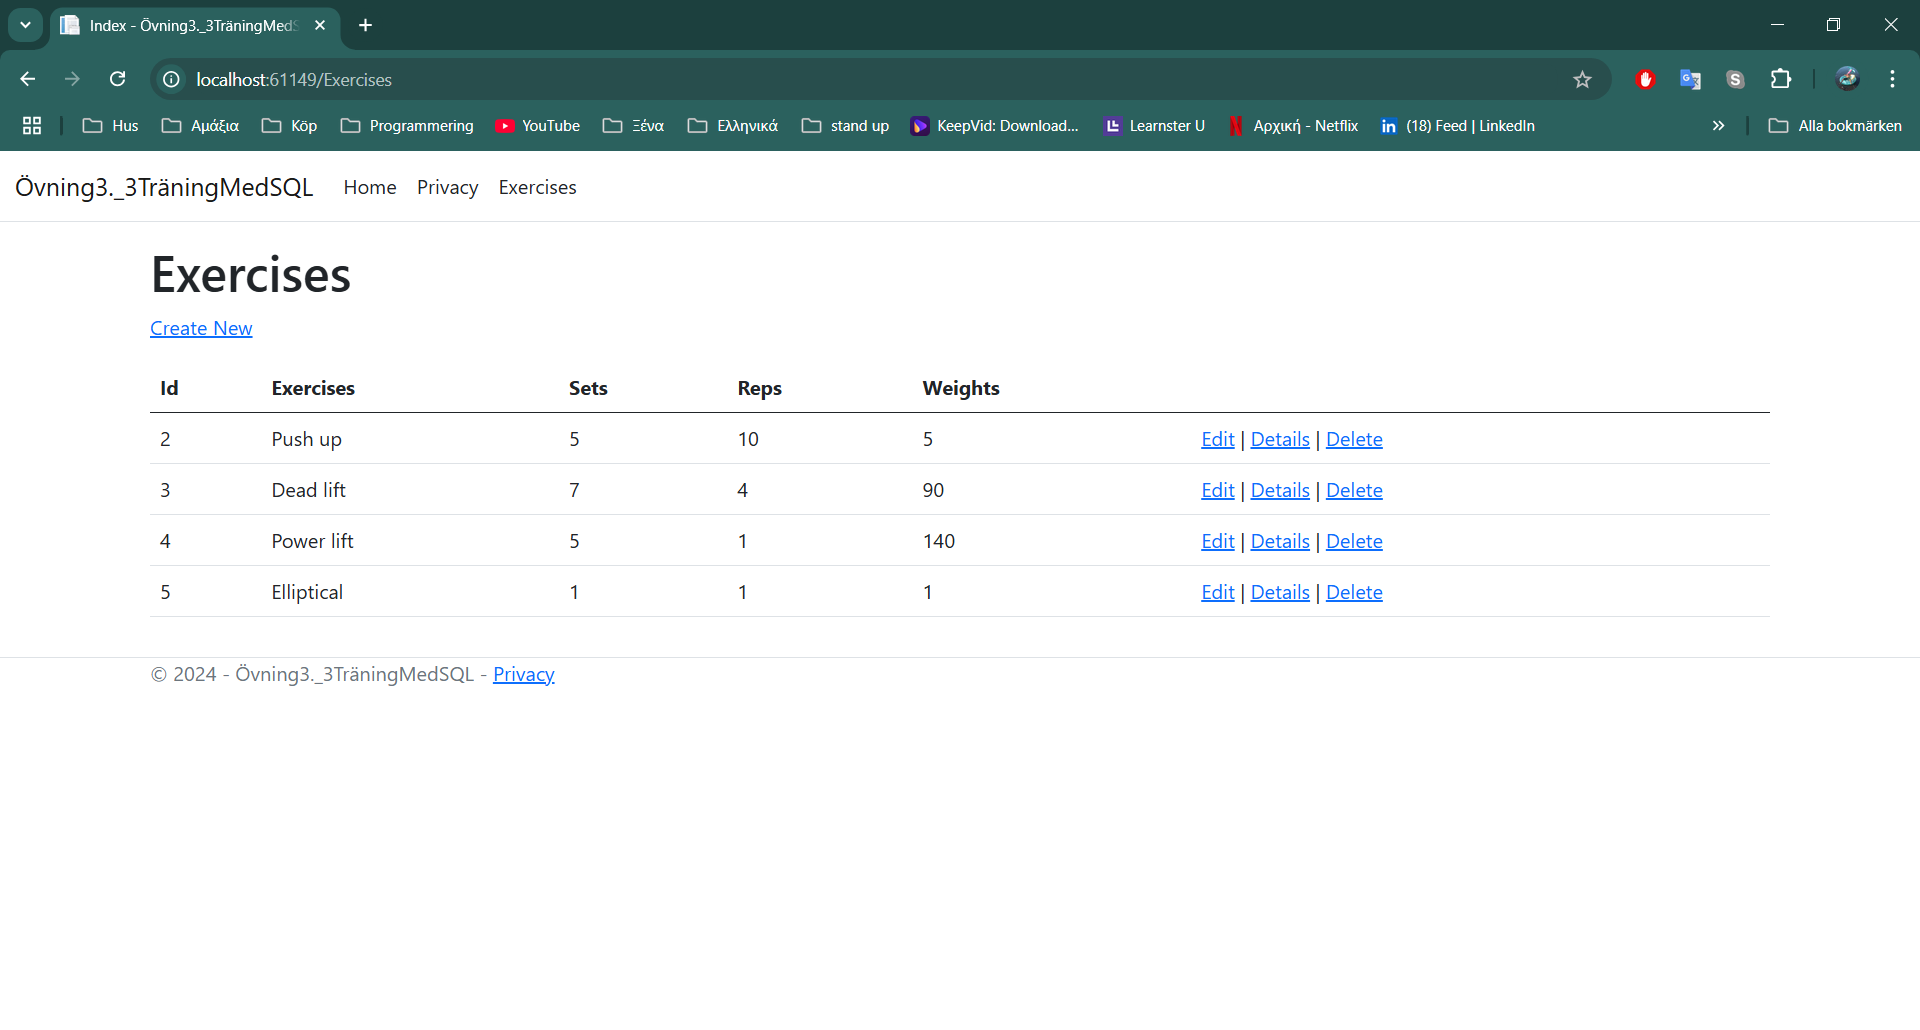 Index - Övning3._3TräningMedS
localhost:61149/Exercises
Hus Αμάξια Köp Programmering YouTube Ξένα Ελληνικά stand up KeepVid: Download... Learnster U Αρχική - Netflix (18) Feed | LinkedIn Alla bokmärken
Övning3._3TräningMedSQL Home Privacy Exercises
Exercises
Create New
Id Exercises Sets Reps Weights
2 Push up 5 10 5 Edit | Details | Delete
3 Dead lift 7 4 90 Edit | Details | Delete
4 Power lift 5 1 140 Edit | Details | Delete
5 Elliptical 1 1 1 Edit | Details | Delete
© 2024 - Övning3._3TräningMedSQL - Privacy